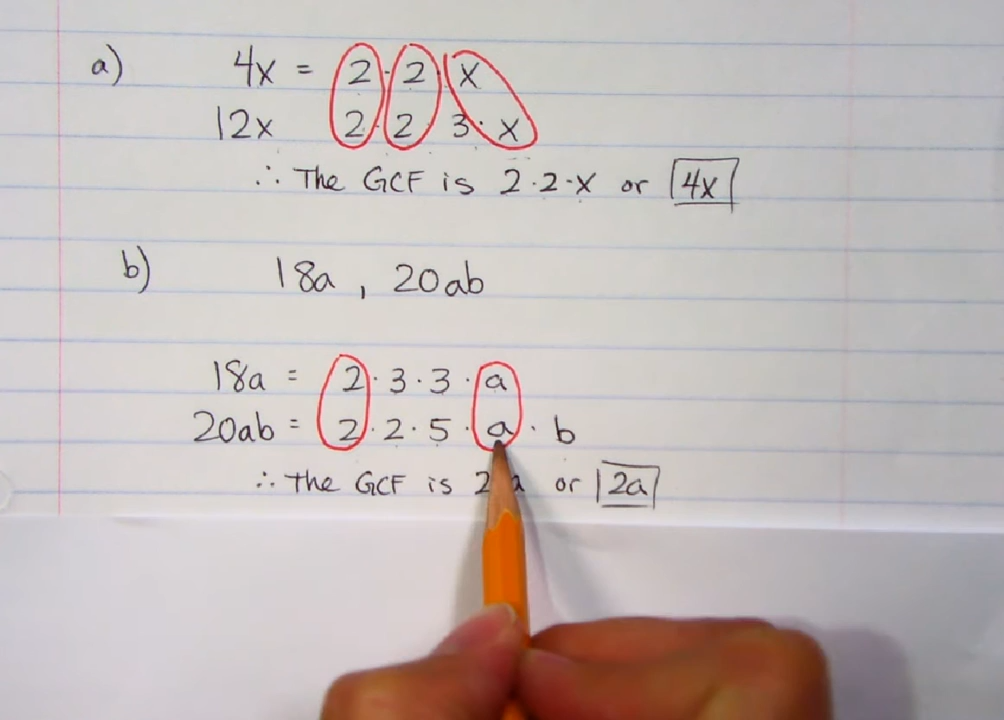 a) 4x = 2 · 2 · x
12x 2 · 2 3 · x
∴ The GCF is 2 · 2 · x or 4x
b) 18a , 20ab
18a = 2 · 3 · 3 · a
20ab = 2 · 2 · 5 · a · b
∴ The GCF is 2 a or 2a